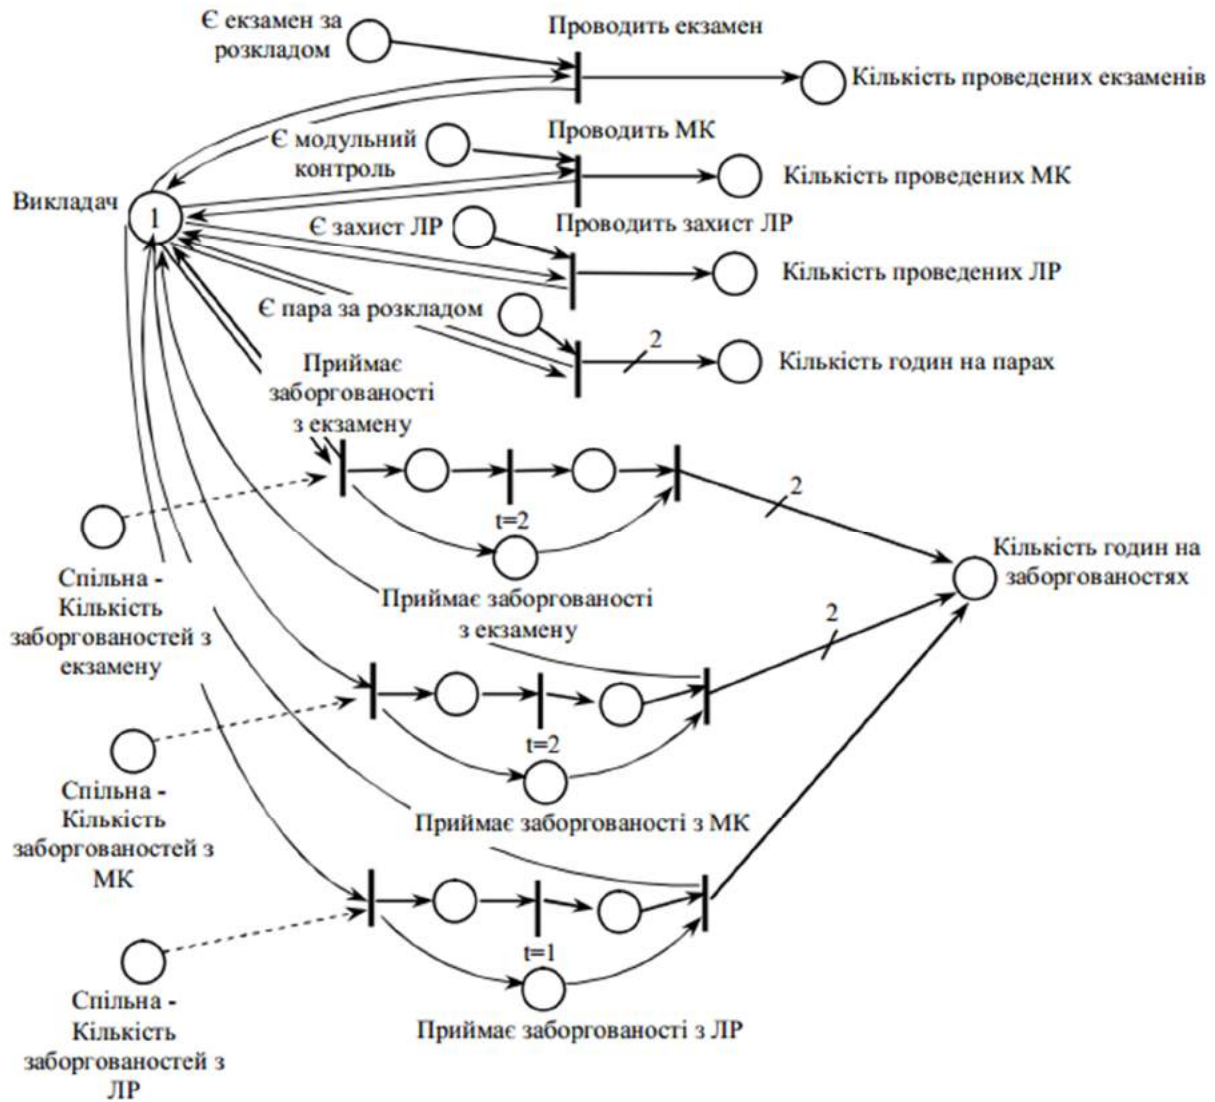 Є екзамен за
розкладом
Проводить екзамен
Кількість проведених екзаменів
Є модульний
контроль
Проводить МК
Кількість проведених МК
Викладач
1
Є захист ЛР
Проводить захист ЛР
Кількість проведених ЛР
Є пара за розкладом
2
Кількість годин на парах
Приймає
заборгованості
з екзамену
2
t=2
Кількість годин на
заборгованостях
Спільна -
Кількість
заборгованостей з
екзамену
Приймає заборгованості
з екзамену
2
t=2
Спільна -
Кількість
заборгованостей з
МК
Приймає заборгованості з МК
t=1
Спільна -
Кількість
заборгованостей з
ЛР
Приймає заборгованості з ЛР